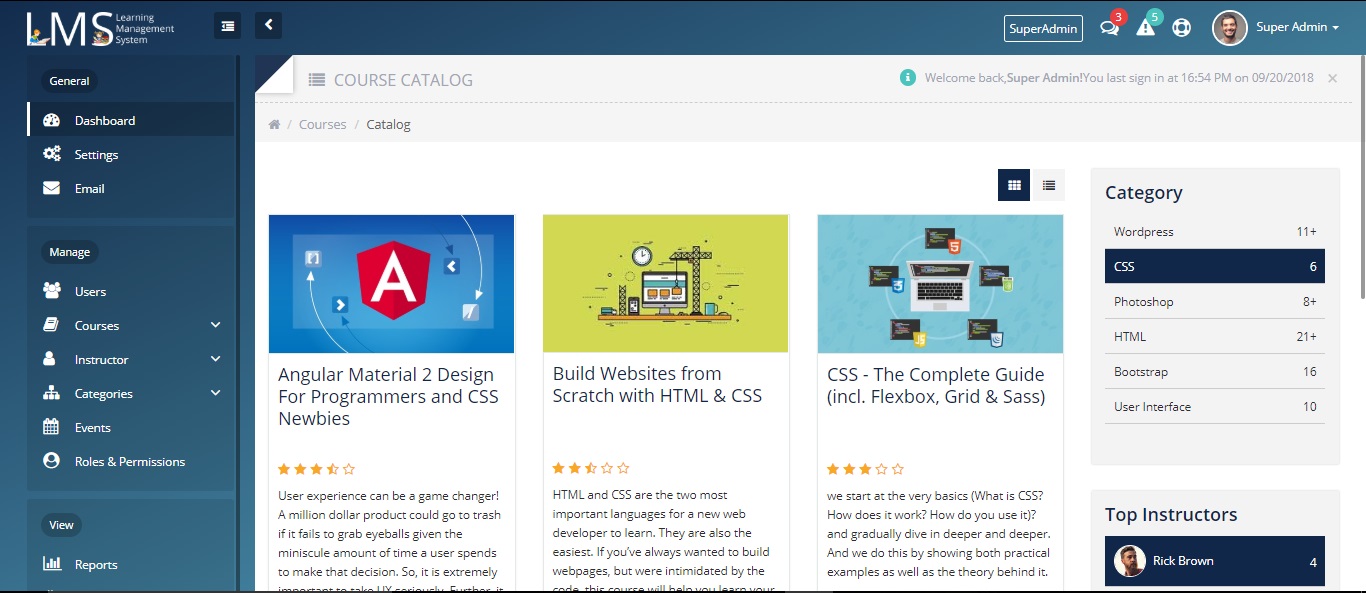 LMS Learning
Management
System
SuperAdmin
3
5
Super Admin
General
Dashboard
Settings
Email
Manage
Users
Courses
Instructor
Categories
Events
Roles & Permissions
View
Reports
COURSE CATALOG
Welcome back,Super Admin!You last sign in at 16:54 PM on 09/20/2018 ×
/ Courses / Catalog
Angular Material 2 Design
For Programmers and CSS
Newbies
User experience can be a game changer!
A million dollar product could go to trash
if it fails to grab eyeballs given the
miniscule amount of time a user spends
to make that decision. So, it is extremely
important to take UX seriously. Further, it
Build Websites from
Scratch with HTML & CSS
HTML and CSS are the two most
important languages for a new web
developer to learn. They are also the
easiest. If you’ve always wanted to build
webpages, but were intimidated by the
code, this course will help you learn your
CSS - The Complete Guide
(incl. Flexbox, Grid & Sass)
we start at the very basics (What is CSS?
How does it work? How do you use it)?
and gradually dive in deeper and deeper.
And we do this by showing both practical
examples as well as the theory behind it.
Category
Wordpress 11+
CSS 6
Photoshop 8+
HTML 21+
Bootstrap 16
User Interface 10
Top Instructors
Rick Brown 4